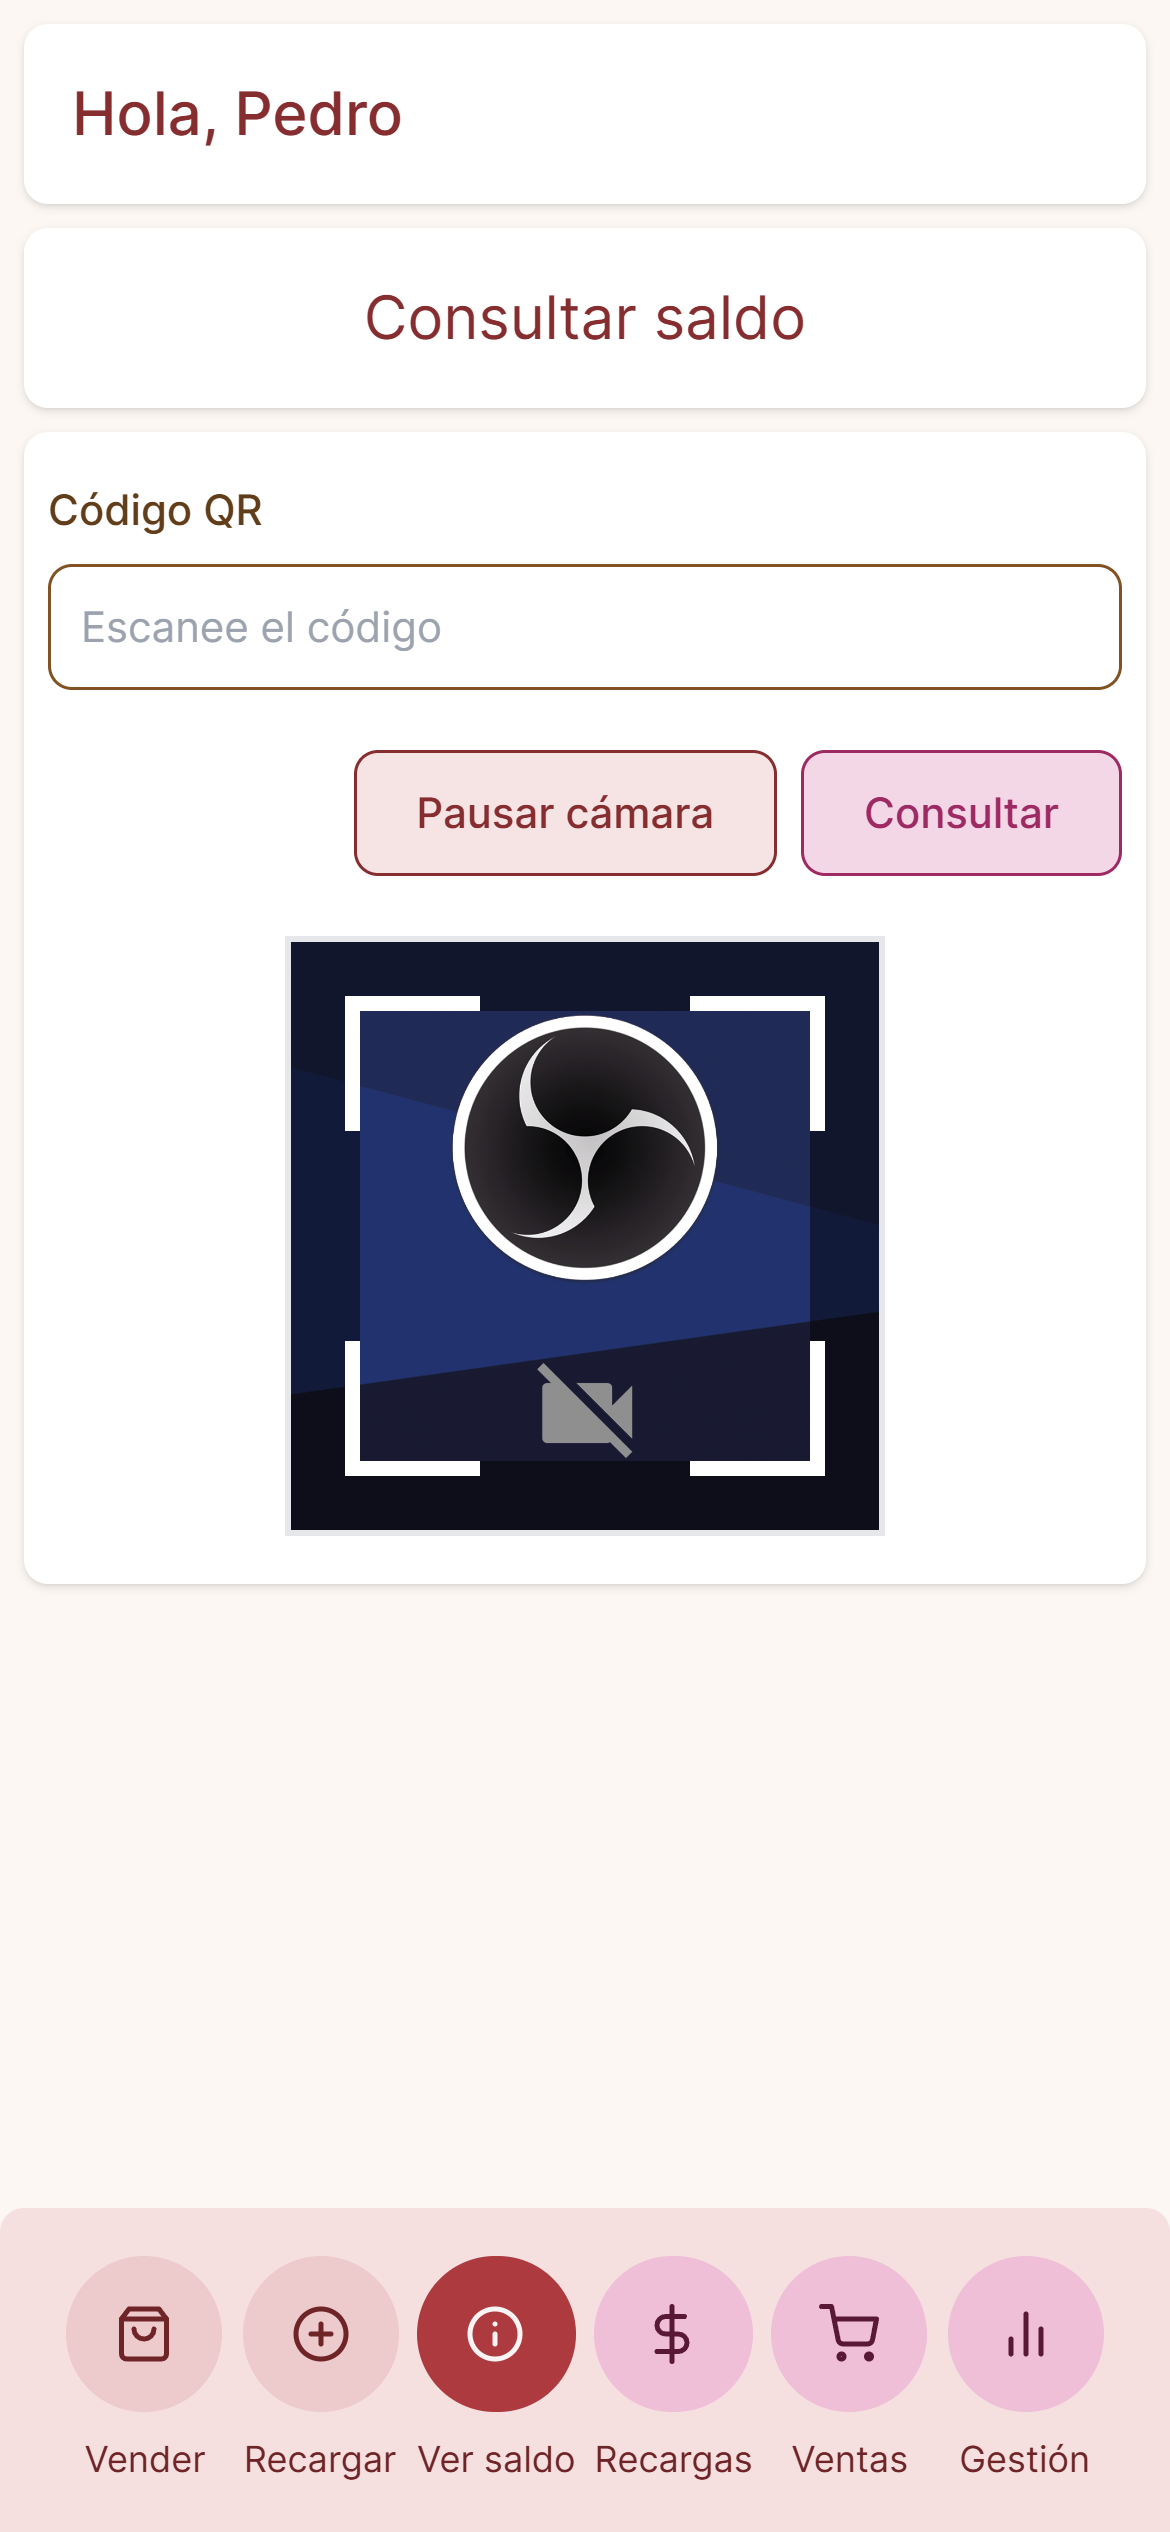 Hola, Pedro
Consultar saldo
Código QR
Escanee el código
Pausar cámara
Consultar
Vender
Recargar
Ver saldo
Recargas
Ventas
Gestión